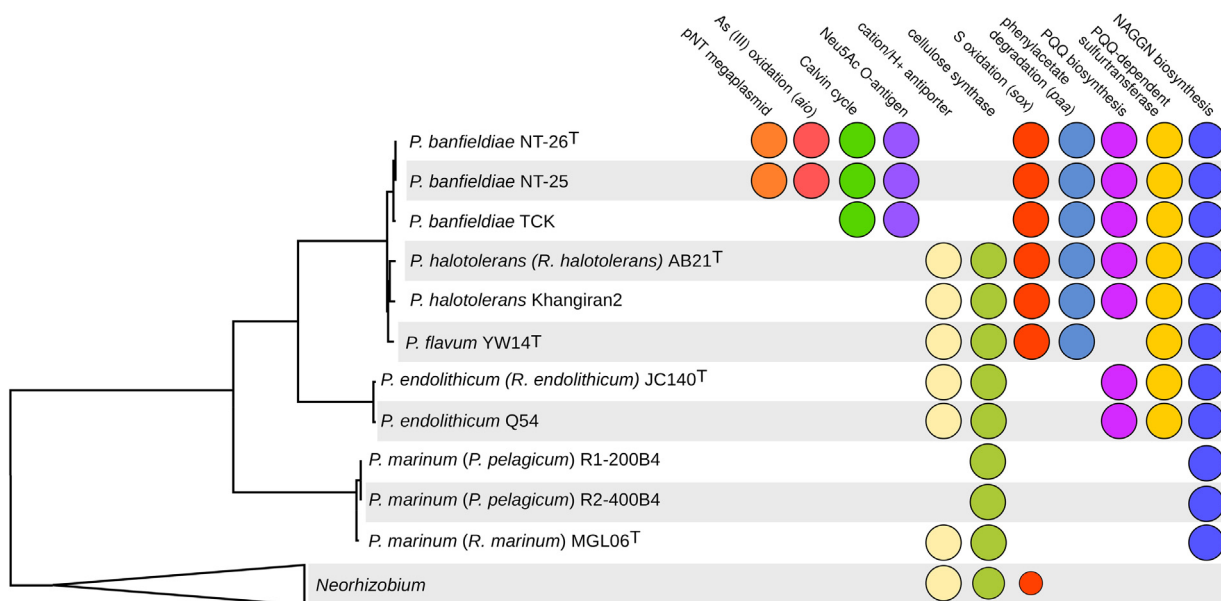 pNT megaplasmid
As (III) oxidation (aio)
Calvin cycle
Neu5Ac O-antigen
cation/H+ antiporter
cellulose synthase
S oxidation (sox)
phenylacetate
degradation (paa)
PQQ biosynthesis
PQQ-dependent
sulfurtransferase
NAGGN biosynthesis
P. banfieldiae NT-26T
P. banfieldiae NT-25
P. banfieldiae TCK
P. halotolerans (R. halotolerans) AB21T
P. halotolerans Khangiran2
P. flavum YW14T
P. endolithicum (R. endolithicum) JC140T
P. endolithicum Q54
P. marinum (P. pelagicum) R1-200B4
P. marinum (P. pelagicum) R2-400B4
P. marinum (R. marinum) MGL06T
Neorhizobium